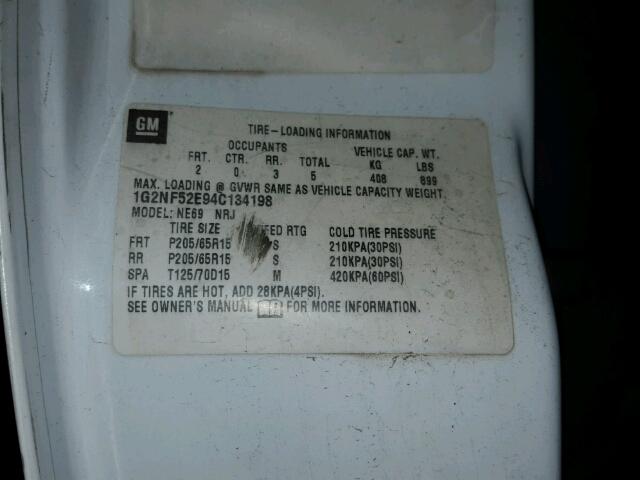 GM
TIRE-LOADING INFORMATION
OCCUPANTS VEHICLE CAP. WT.
FRT. CTR. RR. TOTAL KG LBS
2 0 3 5 408 899
MAX. LOADING @ GVWR SAME AS VEHICLE CAPACITY WEIGHT.
1G2NF52E94C134198
MODEL: NE69 NRJ
TIRE SIZE RTG COLD TIRE PRESSURE
FRT P205/65R15 S 210KPA(30PSI)
RR P205/65R15 S 210KPA(30PSI)
SPA T125/70D15 M 420KPA(60PSI)
IF TIRES ARE HOT, ADD 28KPA(4PSI).
SEE OWNER'S MANUAL FOR MORE INFORMATION.